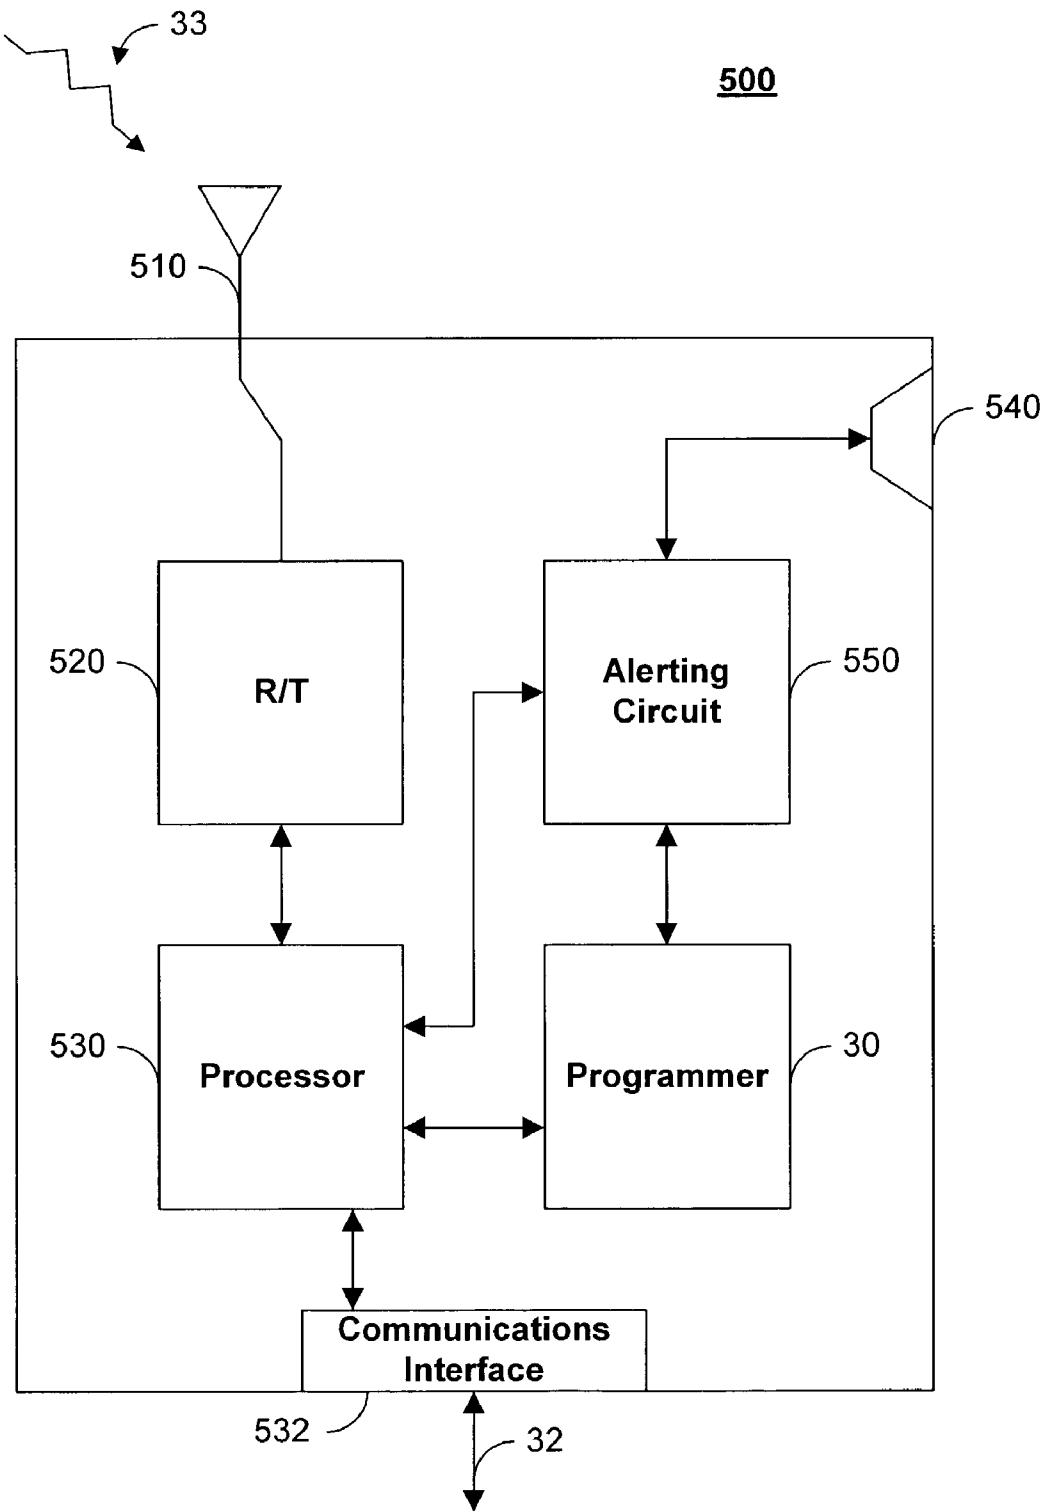 33
500
510
540
520
R/T
Alerting
Circuit
550
530
Processor
Programmer
30
Communications
Interface
532
32